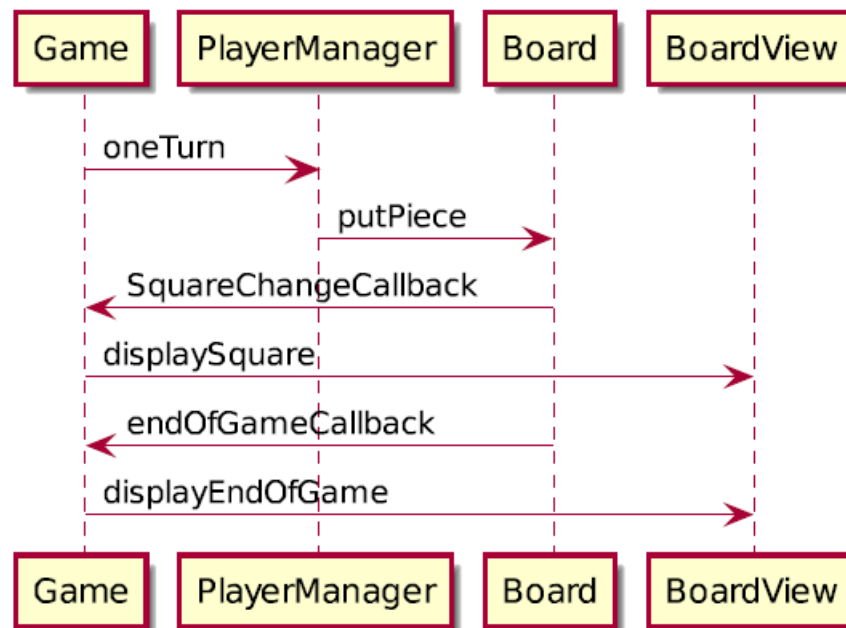 Game PlayerManager Board BoardView
oneTurn
putPiece
SquareChangeCallback
displaySquare
endOfGameCallback
displayEndOfGame
Game PlayerManager Board BoardView